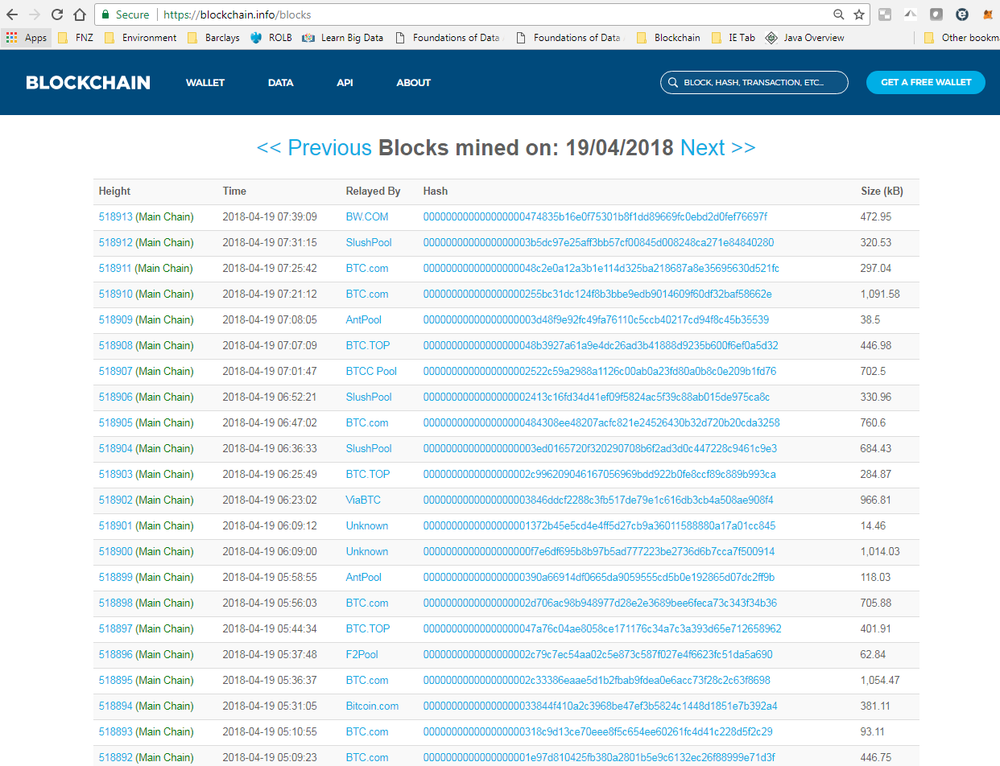 Secure https://blockchain.info/blocks
Apps FNZ Environment Barclays ROLB Learn Big Data Foundations of Data Foundations of Data Blockchain IE Tab Java Overview Other bookm
BLOCKCHAIN WALLET DATA API ABOUT BLOCK, HASH, TRANSACTION, ETC... GET A FREE WALLET
<< Previous Blocks mined on: 19/04/2018 Next >>
Height Time Relayed By Hash Size (kB)
518913 (Main Chain) 2018-04-19 07:39:09 BW.COM 000000000000000000474835b16e0f75301b8f1dd89669fc0ebd2d0fef76697f 472.95
518912 (Main Chain) 2018-04-19 07:31:15 SlushPool 0000000000000000003b5dc97e25aff3bb57cf00845d008248ca271e84840280 320.53
518911 (Main Chain) 2018-04-19 07:25:42 BTC.com 00000000000000000048c2e0a12a3b1e114d325ba218687a8e35695630d521fc 297.04
518910 (Main Chain) 2018-04-19 07:21:12 BTC.com 0000000000000000000255bc31dc124f8b3bbe9edb9014609f60df32baf58662e 1,091.58
518909 (Main Chain) 2018-04-19 07:08:05 AntPool 0000000000000000003d48f9e92fc49fa76110c5ccb40217cd94f8c45b35539 38.5
518908 (Main Chain) 2018-04-19 07:07:09 BTC.TOP 00000000000000000048b3927a61a9e4dc26ad3b41888d9235b600f6ef0a5d32 446.98
518907 (Main Chain) 2018-04-19 07:01:47 BTCC Pool 0000000000000000002522c59a2988a1126c00ab0a23fd80a0b8c0e209b1fd76 702.5
518906 (Main Chain) 2018-04-19 06:52:21 SlushPool 0000000000000000002413c16fd34d41ef09f5824ac5f39c88ab015de975ca8c 330.96
518905 (Main Chain) 2018-04-19 06:47:02 BTC.com 000000000000000000484308ee48207acfc821e24526430b32d720b20cda3258 760.6
518904 (Main Chain) 2018-04-19 06:36:33 SlushPool 0000000000000000003ed0165720f320290708b6f2ad3d0c447228c9461c9e3 684.43
518903 (Main Chain) 2018-04-19 06:25:49 BTC.TOP 0000000000000000002c996209046167056969bdd922b0fe8ccf89c889b993ca 284.87
518902 (Main Chain) 2018-04-19 06:23:02 ViaBTC 0000000000000000003846ddcf2288c3fb517de79e1c616db3cb4a508ae908f4 966.81
518901 (Main Chain) 2018-04-19 06:09:12 Unknown 0000000000000000001372b45e5cd4e4ff5d27cb9a36011588880a17a01cc845 14.46
518900 (Main Chain) 2018-04-19 06:09:00 Unknown 0000000000000000000f7e6df695b8b97b5ad777223be2736d6b7cca7f500914 1,014.03
518899 (Main Chain) 2018-04-19 05:58:55 AntPool 000000000000000000390a66914df0665da9059555cd5b0e192865d07dc2ff9b 118.03
518898 (Main Chain) 2018-04-19 05:56:03 BTC.com 0000000000000000002d706ac98b948977d28e2e3689bee6feca73c343f34b36 705.88
518897 (Main Chain) 2018-04-19 05:44:34 BTC.TOP 00000000000000000047a76c04ae8058ce171176c34a7c3a393d65e712658962 401.91
518896 (Main Chain) 2018-04-19 05:37:48 F2Pool 0000000000000000002c79c7ec54aa02c5e873c587f027e4f6623fc51da5a690 62.84
518895 (Main Chain) 2018-04-19 05:36:37 BTC.com 0000000000000000002c33386eaae5d1b2fbab9fdea0e6acc73f28c2c63f8698 1,054.47
518894 (Main Chain) 2018-04-19 05:31:05 Bitcoin.com 00000000000000000033844f410a2c3968be47ef3b5824c1448d1851e7b392a4 381.11
518893 (Main Chain) 2018-04-19 05:10:55 BTC.com 000000000000000000318c9d13ce70eee8f5c654ee60261fc4d41c228d5f2c29 93.11
518892 (Main Chain) 2018-04-19 05:09:23 BTC.com 0000000000000000001e97d810425fb380a2801b5e9c6132ec26f88999e71d3f 446.75